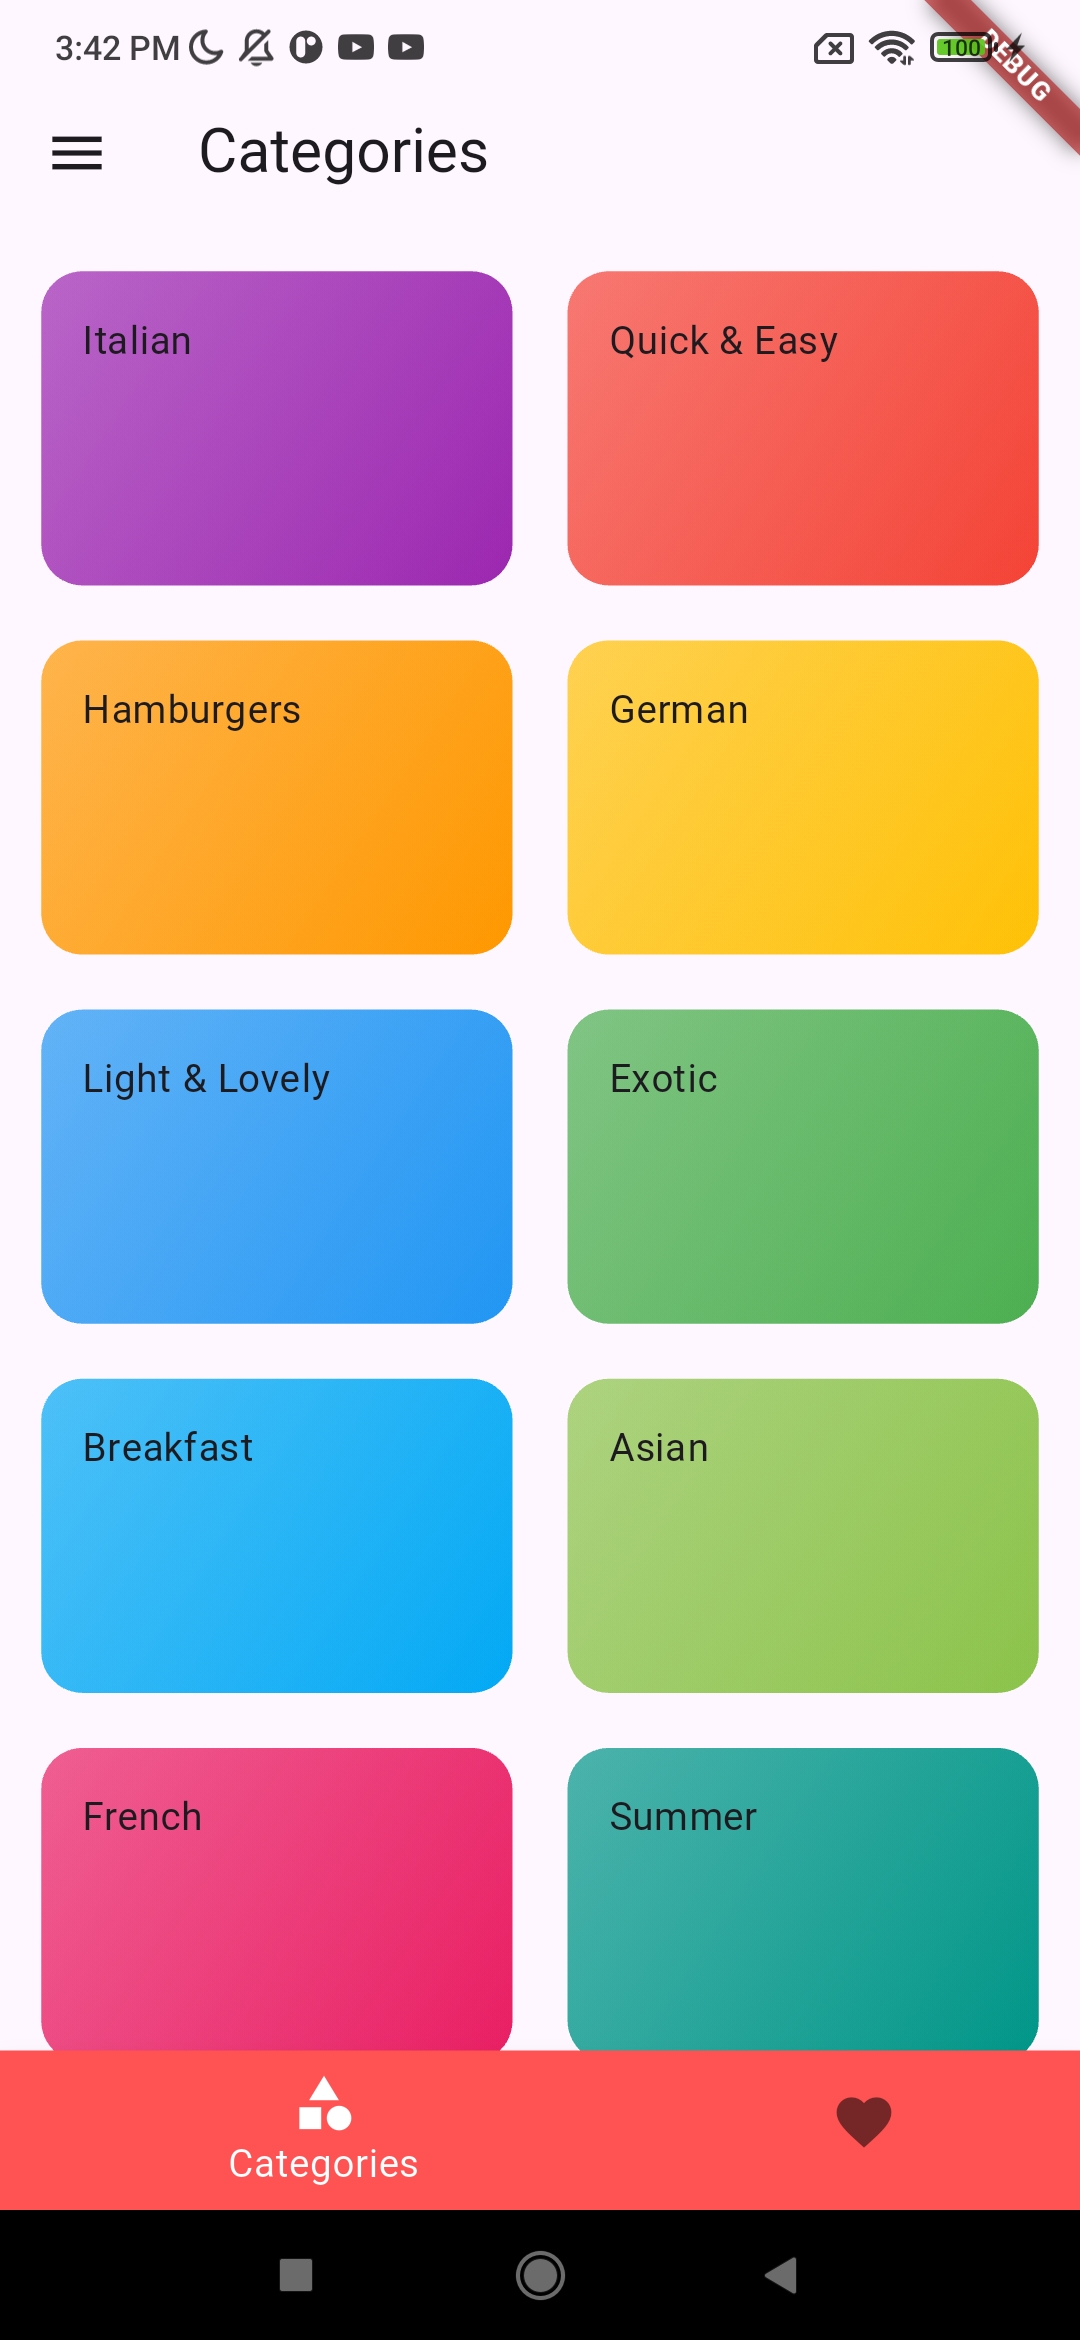 3:42 PM
100
DEBUG
Categories
Italian
Quick & Easy
Hamburgers
German
Light & Lovely
Exotic
Breakfast
Asian
French
Summer
Categories